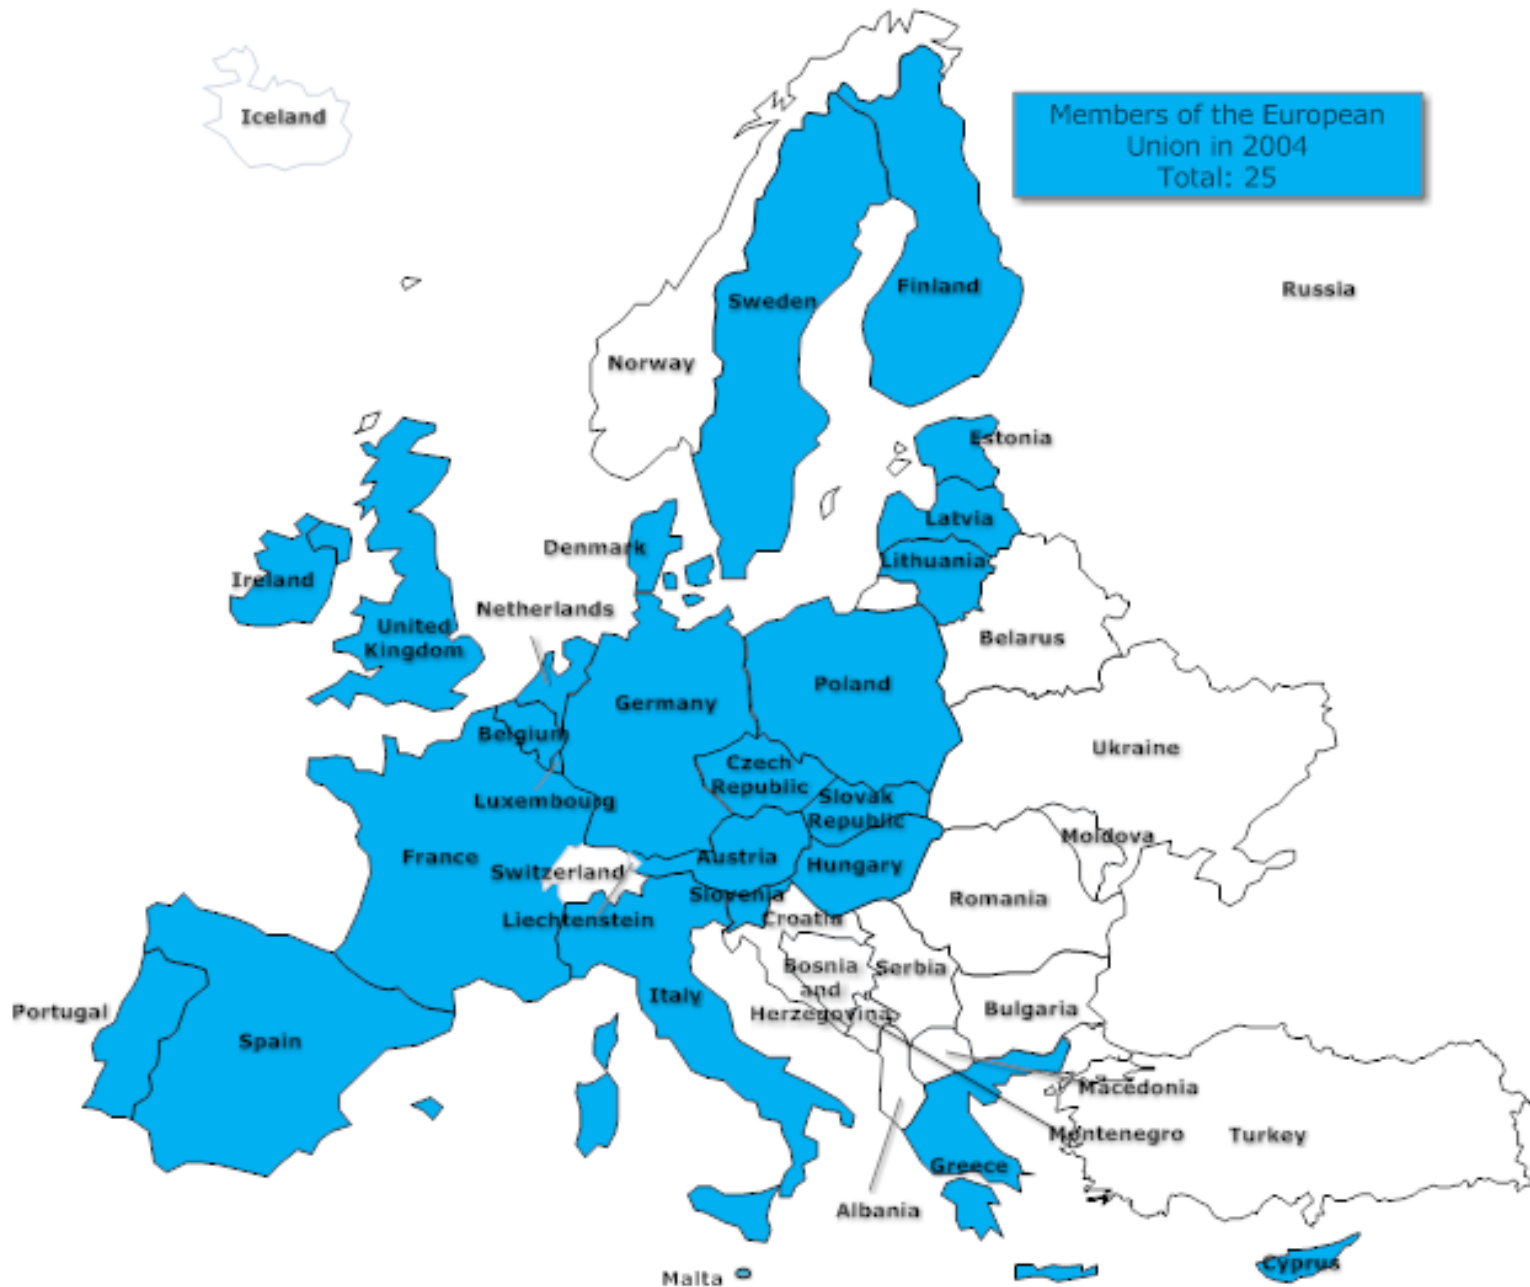 Iceland
Members of the European
Union in 2004
Total: 25
Russia
Finland
Sweden
Norway
Estonia
Latvia
Denmark
Lithuania
Ireland
Netherlands
United
Kingdom
Belarus
Poland
Germany
Belgium
Ukraine
Czech
Republic
Luxembourg
Slovak
Republic
Moldova
France
Austria
Hungary
Switzerland
Slovenia
Romania
Liechtenstein
Croatia
Bosnia
and
Herzegovina
Serbia
Italy
Bulgaria
Portugal
Spain
Macedonia
Montenegro
Turkey
Greece
Albania
Cyprus
Malta